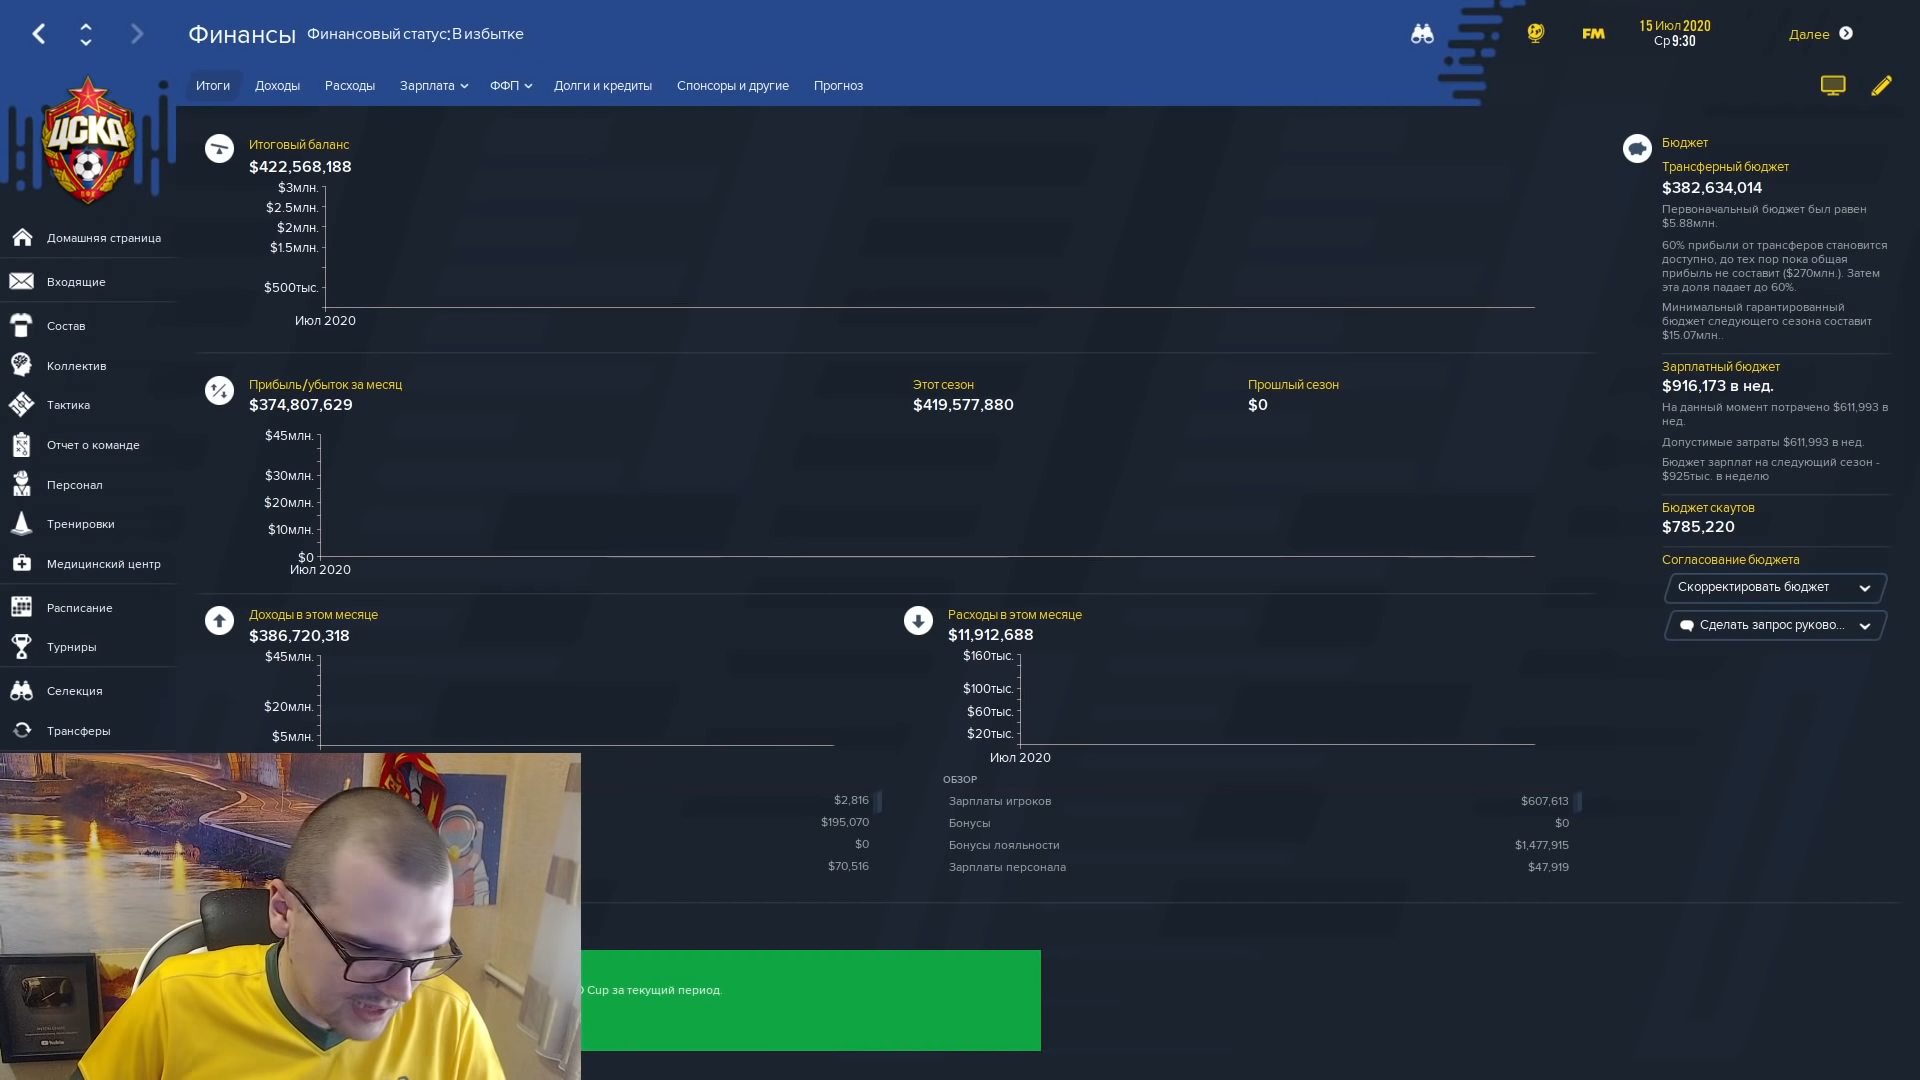 Финансы Финансовый статус: В избытке
FM
15 Июл 2020
Ср 9:30
Далее
Итоги Доходы Расходы Зарплата ФФП Долги и кредиты Спонсоры и другие Прогноз
ЦСКА
Домашняя страница
Входящие
Состав
Коллектив
Тактика
Отчет о команде
Персонал
Тренировки
Медицинский центр
Расписание
Турниры
Селекция
Трансферы
Итоговый баланс
$422,568,188
$3млн.
$2.5млн.
$2млн.
$1.5млн.
$500тыс.
Июл 2020
Прибыль/убыток за месяц
$374,807,629
Этот сезон
$419,577,880
Прошлый сезон
$0
$45млн.
$30млн.
$20млн.
$10млн.
$0
Июл 2020
Доходы в этом месяце
$386,720,318
$45млн.
$20млн.
$5млн.
$2,816
$195,070
$0
$70,516
Расходы в этом месяце
$11,912,688
$160тыс.
$100тыс.
$60тыс.
$20тыс.
Июл 2020
ОБЗОР
Зарплаты игроков $607,613
Бонусы $0
Бонусы лояльности $1,477,915
Зарплаты персонала $47,919
Cup за текущий период.
Бюджет
Трансферный бюджет
$382,634,014
Первоначальный бюджет был равен
$5.88млн.
60% прибыли от трансферов становится
доступно, до тех пор пока общая
прибыль не составит ($270млн.). Затем
эта доля падает до 60%.
Минимальный гарантированный
бюджет следующего сезона составит
$15.07млн..
Зарплатный бюджет
$916,173 в нед.
На данный момент потрачено $611,993 в
нед.
Допустимые затраты $611,993 в нед.
Бюджет зарплат на следующий сезон -
$925тыс. в неделю
Бюджет скаутов
$785,220
Согласование бюджета
Скорректировать бюджет
Сделать запрос руково...
YouTube